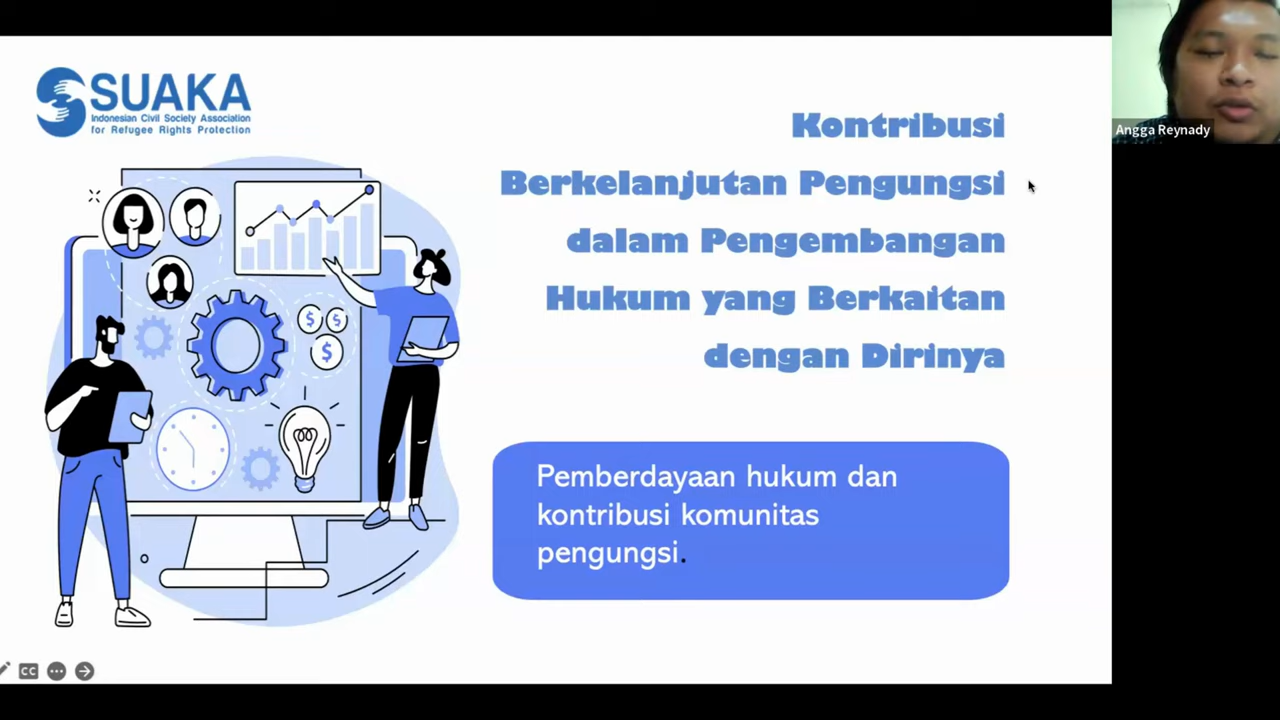 SUAKA
Indonesian Civil Society Association
for Refugee Rights Protection
Kontribusi
Berkelanjutan Pengungsi
dalam Pengembangan
Hukum yang Berkaitan
dengan Dirinya
$ $
$
Pemberdayaan hukum dan
kontribusi komunitas
pengungsi.
CC
Angga Reynady